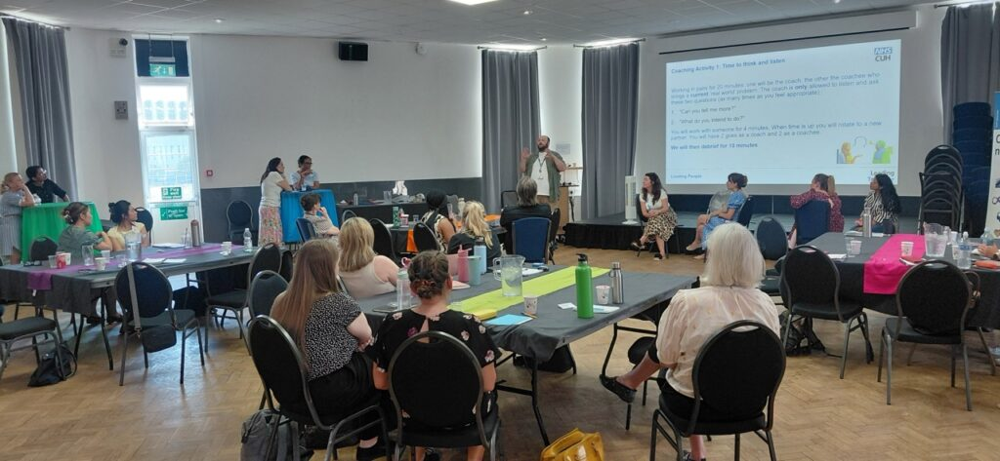 NHS
CUH
Coaching Activity 1: Time to think and listen
Working in pairs for 20 minutes: one will be the coach, the other the coachee who
brings a current 'real world' problem. The coach is only allowed to listen and ask
these two questions (as many times as you feel appropriate):
1. "Can you tell me more?"
2. "What do you intend to do?"
You will work with someone for 4 minutes. When time is up you will rotate to a new
partner. You will have 2 goes as a coach and 2 as a coachee.
We will then debrief for 10 minutes
Leading People
Leading